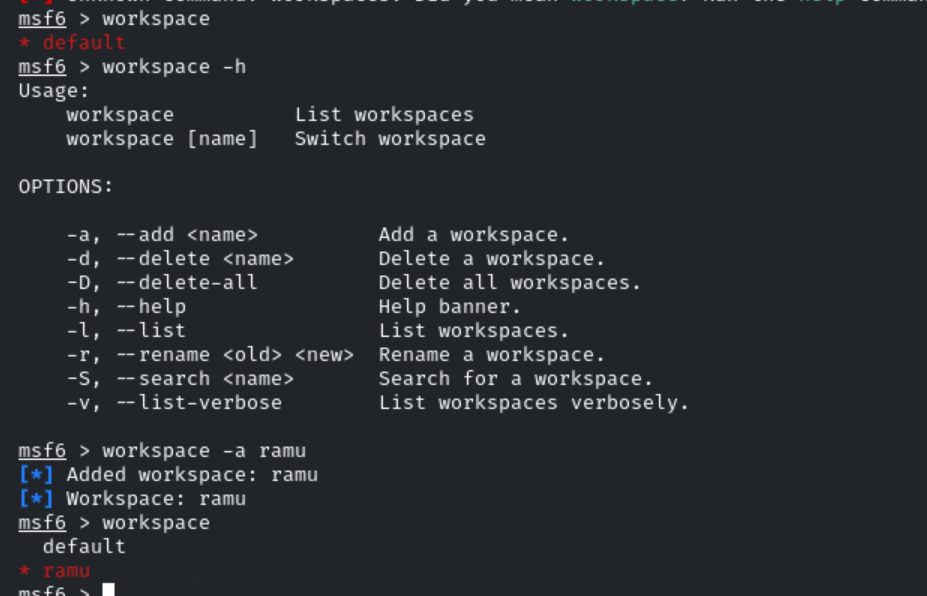 msf6 > workspace
* default
msf6 > workspace -h
Usage:
    workspace          List workspaces
    workspace [name]   Switch workspace
OPTIONS:
    -a, --add <name>          Add a workspace.
    -d, --delete <name>       Delete a workspace.
    -D, --delete-all          Delete all workspaces.
    -h, --help                Help banner.
    -l, --list                List workspaces.
    -r, --rename <old> <new>  Rename a workspace.
    -S, --search <name>       Search for a workspace.
    -v, --list-verbose        List workspaces verbosely.
msf6 > workspace -a ramu
[*] Added workspace: ramu
[*] Workspace: ramu
msf6 > workspace
  default
* ramu
msf6 >